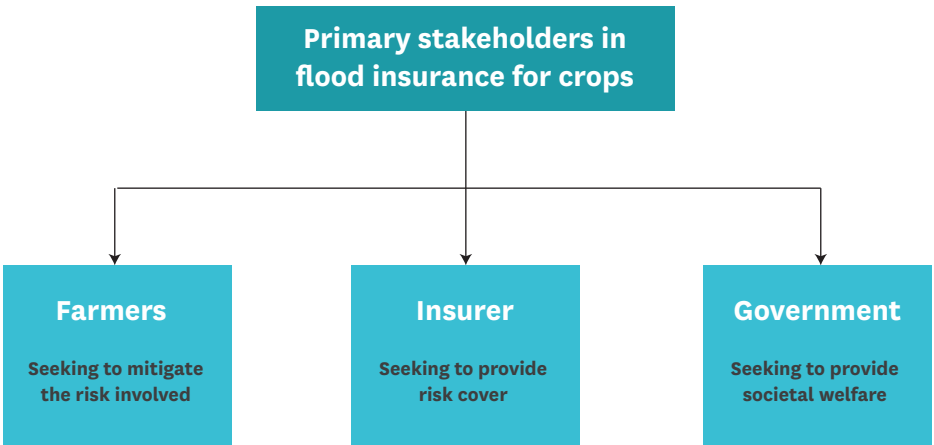 Primary stakeholders in
flood insurance for crops
Farmers
Seeking to mitigate
the risk involved
Insurer
Seeking to provide
risk cover
Government
Seeking to provide
societal welfare